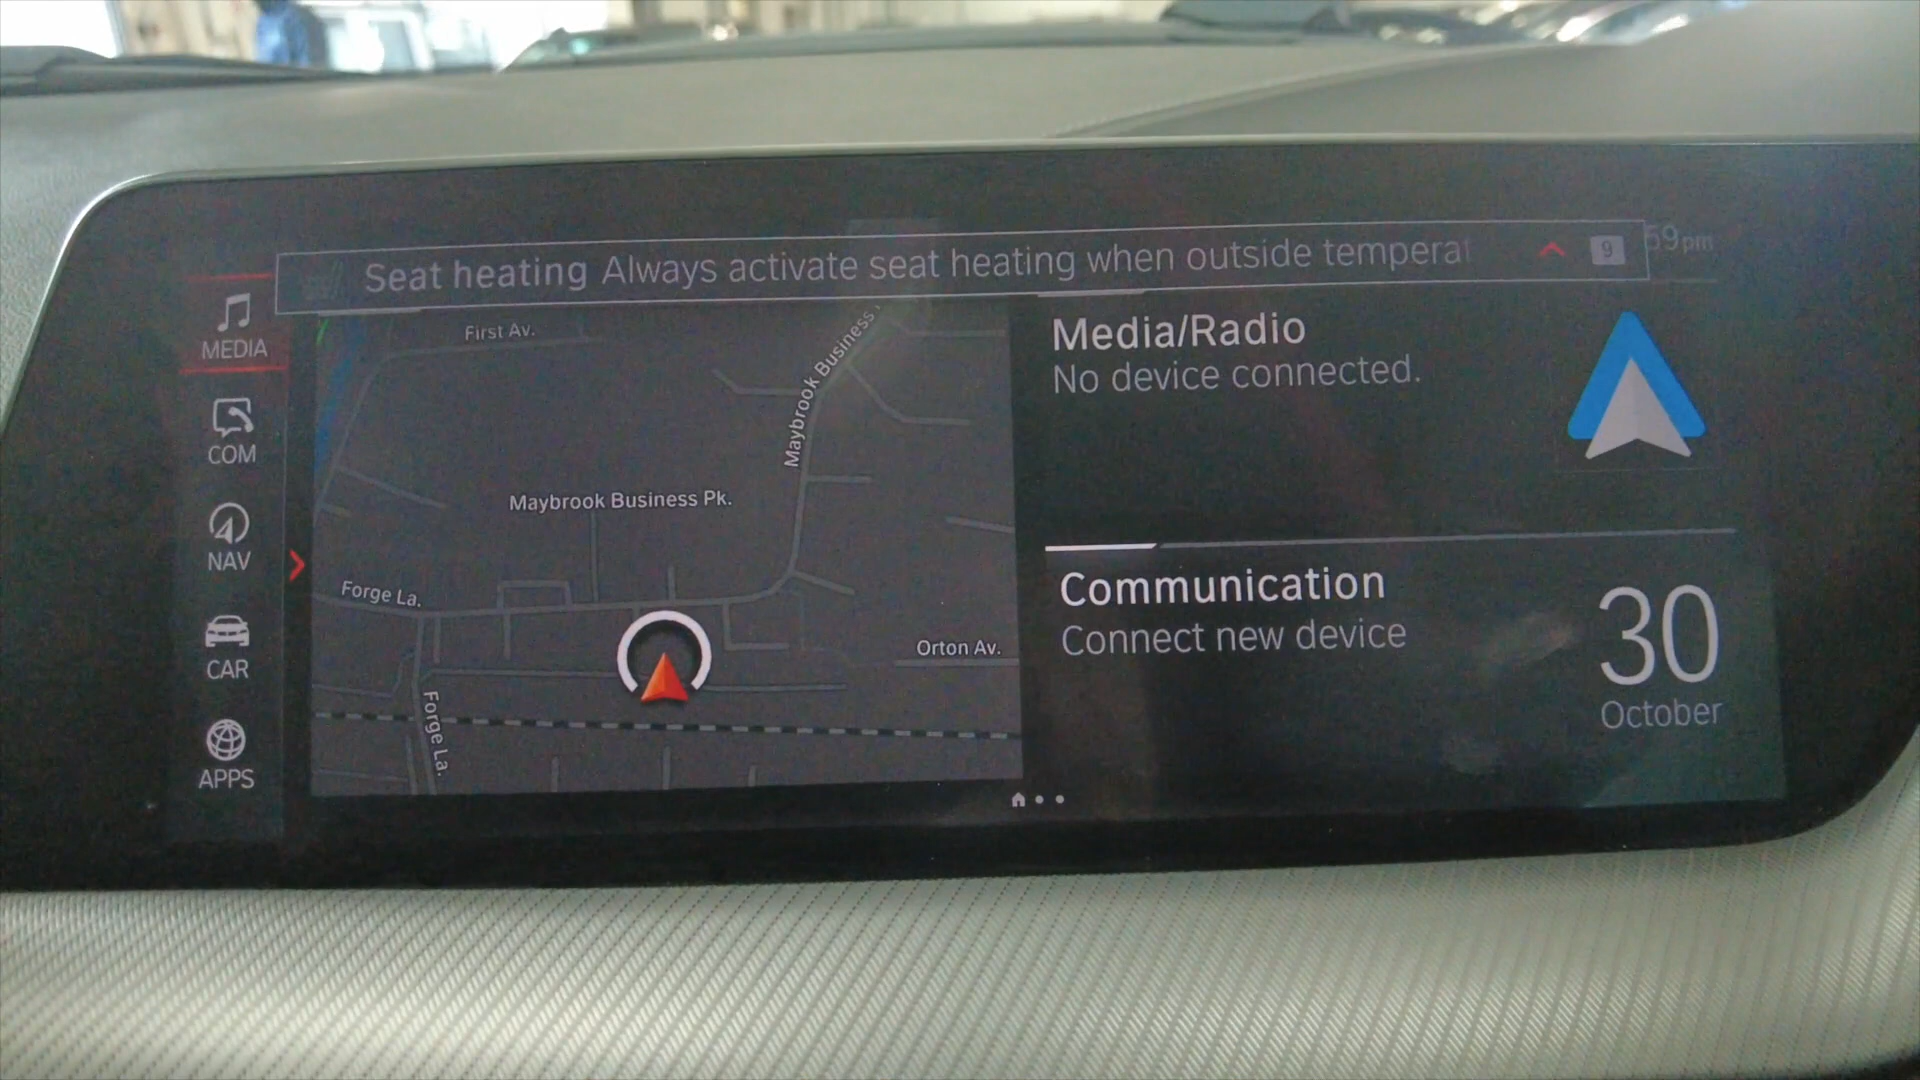 Seat heating Always activate seat heating when outside temperat
9
59pm
MEDIA
COM
NAV
CAR
APPS
First Av.
Maybrook Business
Maybrook Business Pk.
Forge La.
Orton Av.
Forge La.
Media/Radio
No device connected.
Communication
Connect new device
30
October